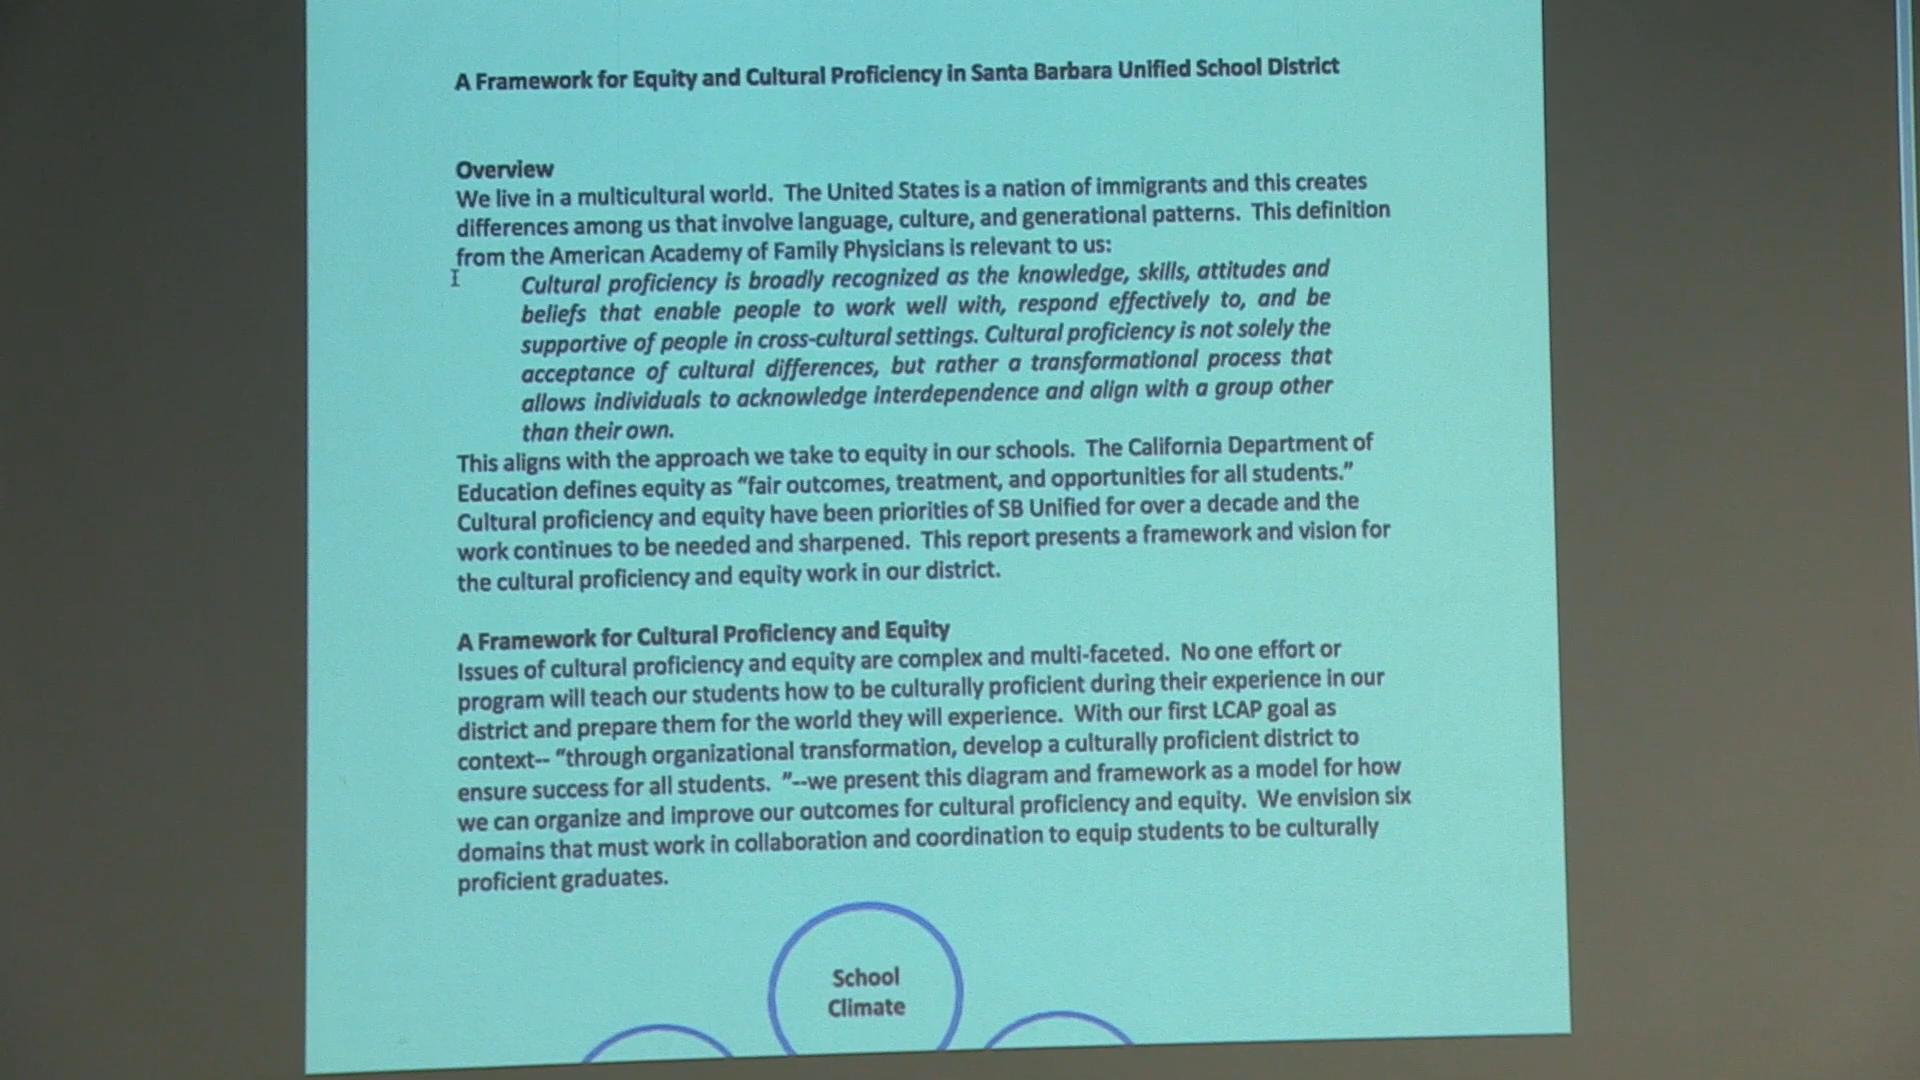 A Framework for Equity and Cultural Proficiency in Santa Barbara Unified School District
Overview
We live in a multicultural world. The United States is a nation of immigrants and this creates
differences among us that involve language, culture, and generational patterns. This definition
from the American Academy of Family Physicians is relevant to us:
Cultural proficiency is broadly recognized as the knowledge, skills, attitudes and
beliefs that enable people to work well with, respond effectively to, and be
supportive of people in cross-cultural settings. Cultural proficiency is not solely the
acceptance of cultural differences, but rather a transformational process that
allows individuals to acknowledge interdependence and align with a group other
than their own.
This aligns with the approach we take to equity in our schools. The California Department of
Education defines equity as “fair outcomes, treatment, and opportunities for all students.”
Cultural proficiency and equity have been priorities of SB Unified for over a decade and the
work continues to be needed and sharpened. This report presents a framework and vision for
the cultural proficiency and equity work in our district.
A Framework for Cultural Proficiency and Equity
Issues of cultural proficiency and equity are complex and multi-faceted. No one effort or
program will teach our students how to be culturally proficient during their experience in our
district and prepare them for the world they will experience. With our first LCAP goal as
context-- “through organizational transformation, develop a culturally proficient district to
ensure success for all students. ”--we present this diagram and framework as a model for how
we can organize and improve our outcomes for cultural proficiency and equity. We envision six
domains that must work in collaboration and coordination to equip students to be culturally
proficient graduates.
School
Climate